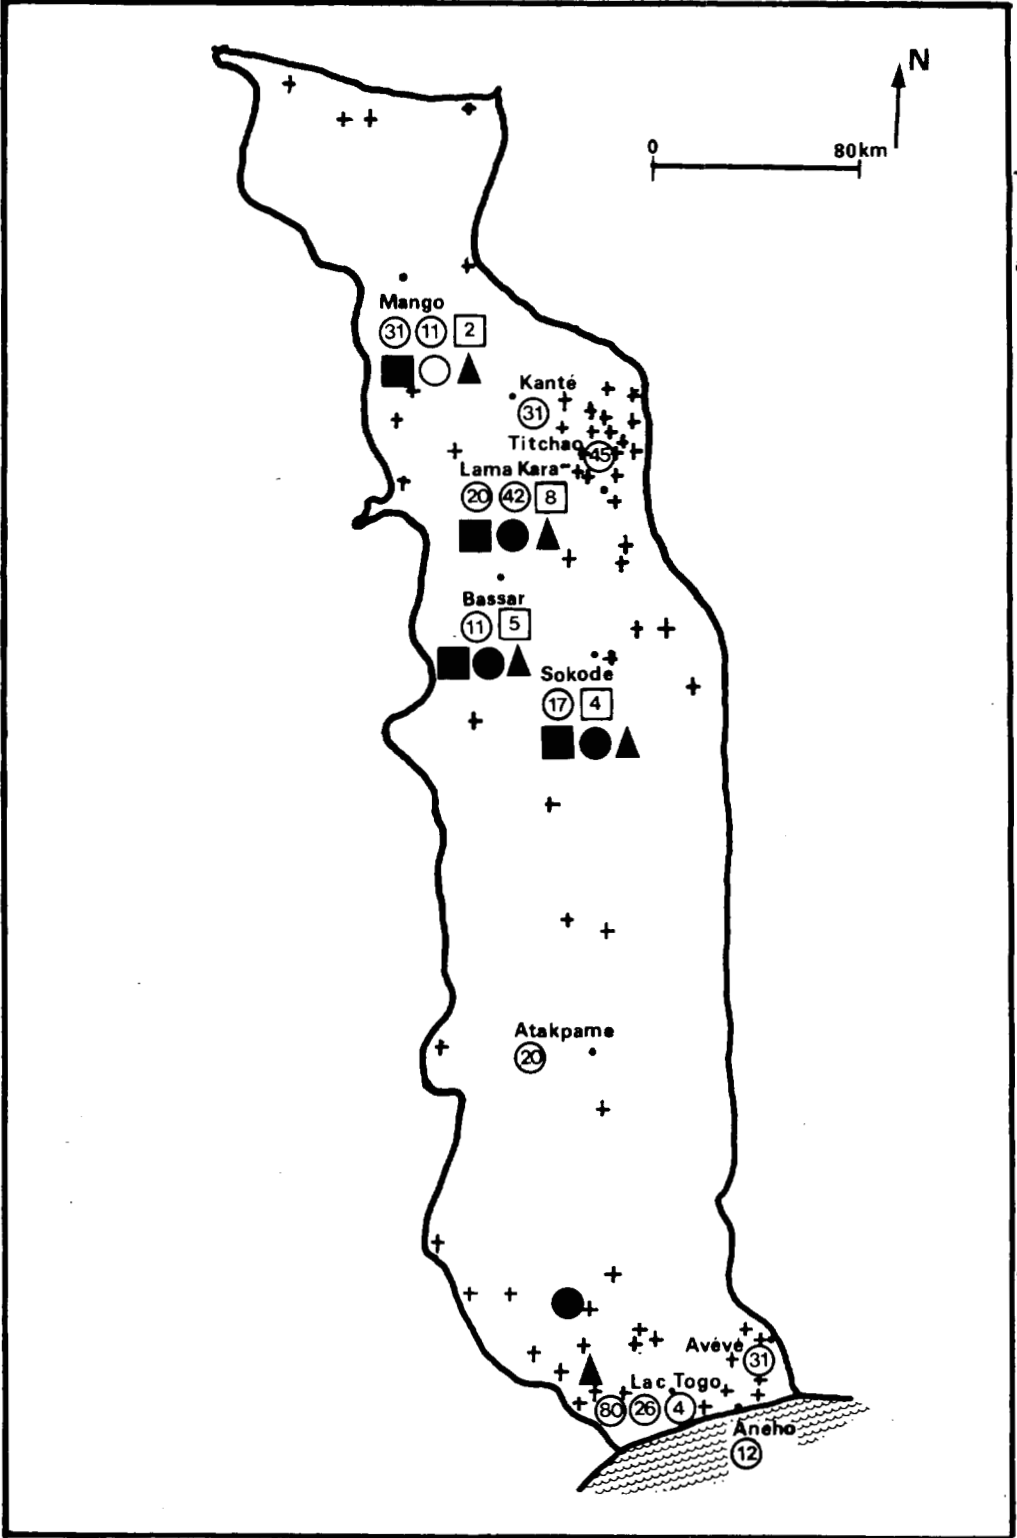 N
0 80km
Mango
31 11 2
Kanté
31
Titchao
45
Lama Kara
20 42 8
Bassar
11 5
Sokode
17 4
Atakpame
20
Avévé
31
Lac Togo
80 26 4
Aneho
12